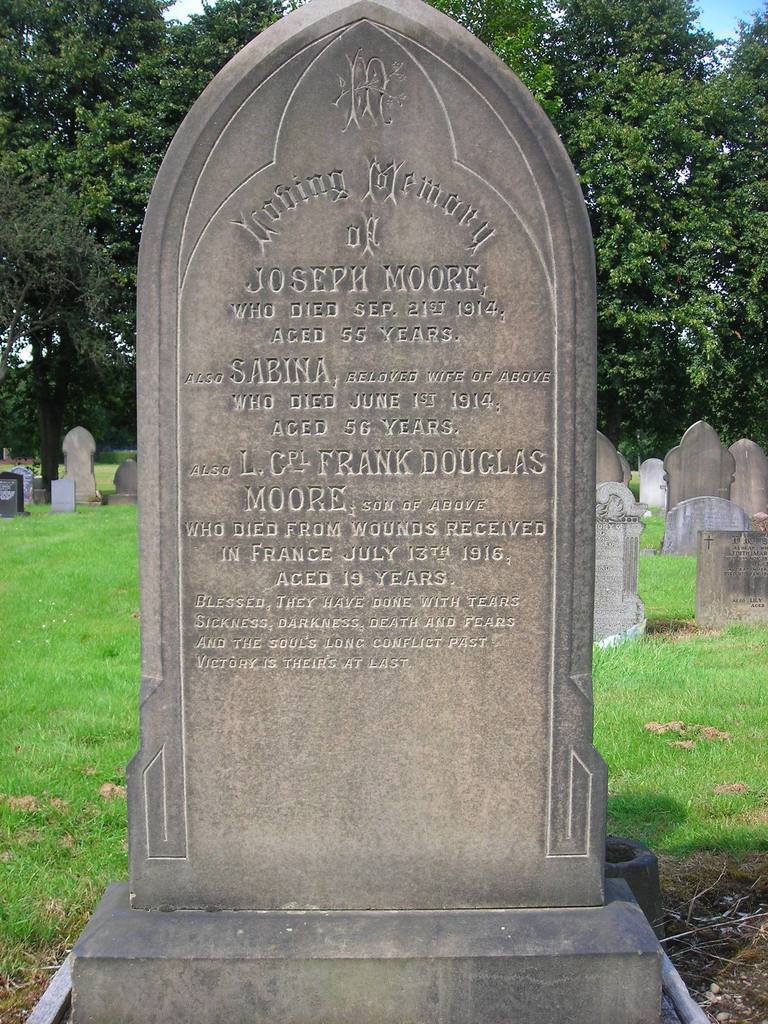 In
Loving Memory
of
JOSEPH MOORE,
WHO DIED SEP. 21ST 1914,
AGED 55 YEARS.
ALSO SABINA, BELOVED WIFE OF ABOVE
WHO DIED JUNE 1ST 1914,
AGED 56 YEARS.
ALSO L. CPL FRANK DOUGLAS
MOORE, SON OF ABOVE
WHO DIED FROM WOUNDS RECEIVED
IN FRANCE JULY 13TH 1916,
AGED 19 YEARS.
BLESSED, THEY HAVE DONE WITH TEARS
SICKNESS, DARKNESS, DEATH AND FEARS
AND THE SOUL'S LONG CONFLICT PAST
VICTORY IS THEIR'S AT LAST.